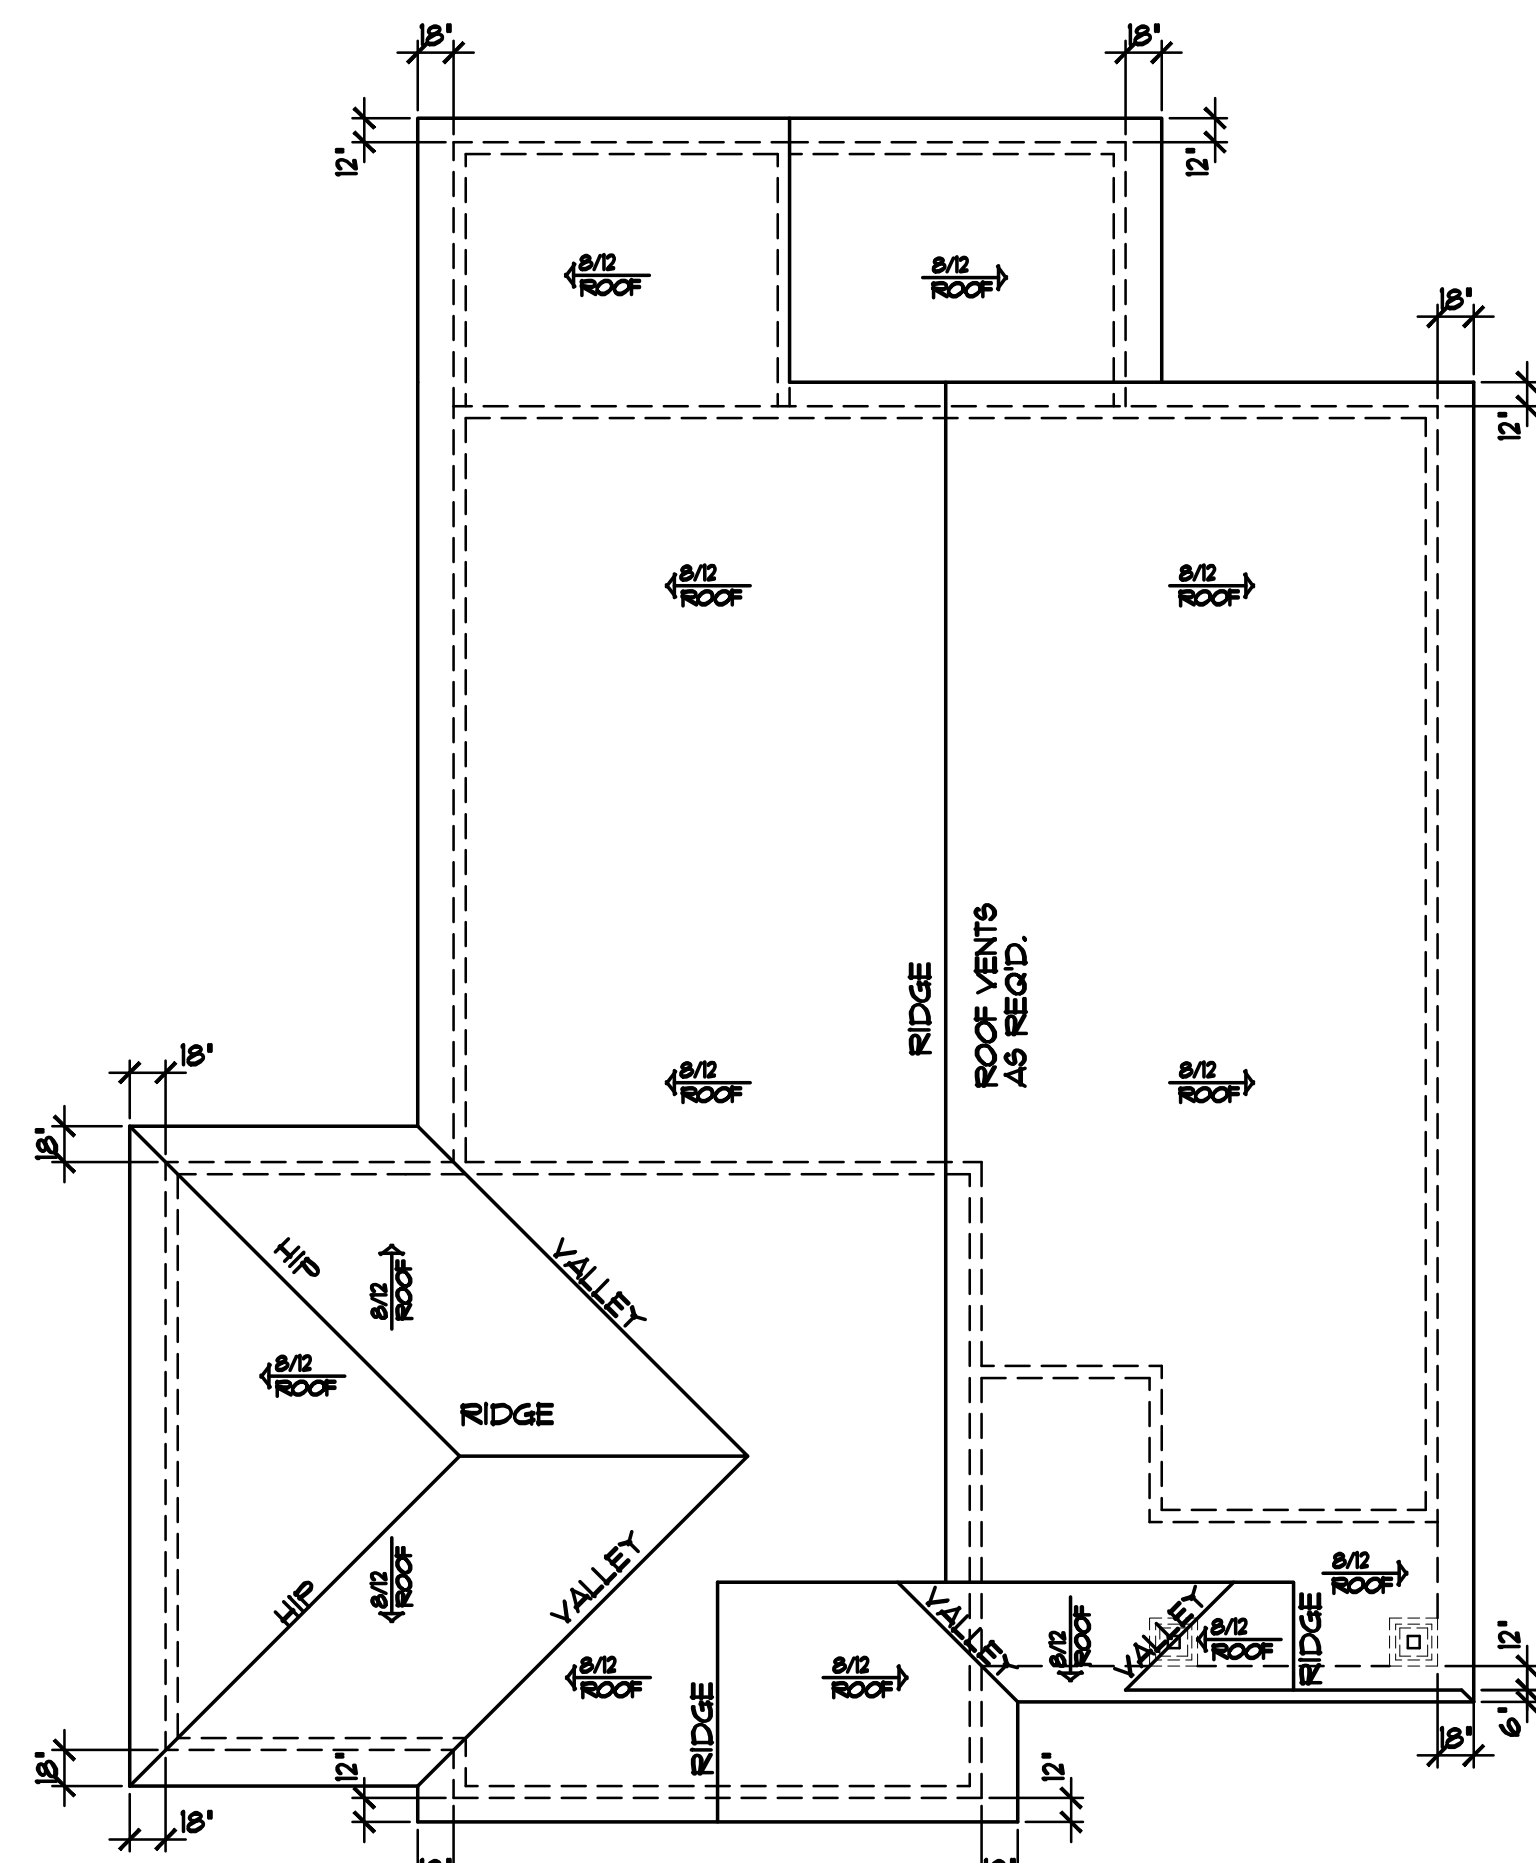 18"
18"
12"
12"
8/12
ROOF
8/12
ROOF
18"
12"
8/12
ROOF
8/12
ROOF
RIDGE
ROOF VENTS
AS REQ'D.
8/12
ROOF
8/12
ROOF
18"
18"
HIP
8/12
ROOF
VALLEY
8/12
ROOF
RIDGE
HIP
8/12
ROOF
VALLEY
8/12
ROOF
RIDGE
8/12
ROOF
VALLEY
8/12
ROOF
VALLEY
8/12
ROOF
RIDGE
8/12
ROOF
12"
6"
18"
18"
12"
12"
18"